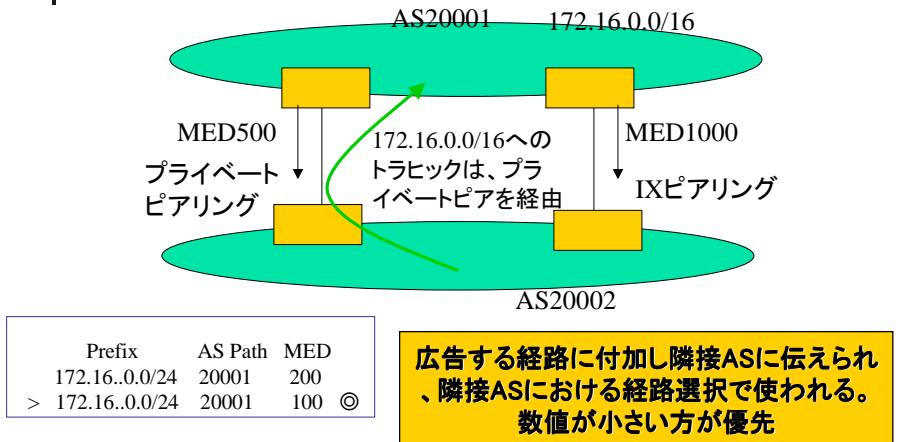 AS20001 172.16.0.0/16
MED500
172.16.0.0/16への
トラヒックは、プラ
イベートピアを経由
MED1000
プライベート
ピアリング
IXピアリング
AS20002
Prefix AS Path MED
172.16..0.0/24 20001 200
> 172.16..0.0/24 20001 100 ◎
広告する経路に付加し隣接ASに伝えられ
、隣接ASにおける経路選択で使われる。
数値が小さい方が優先